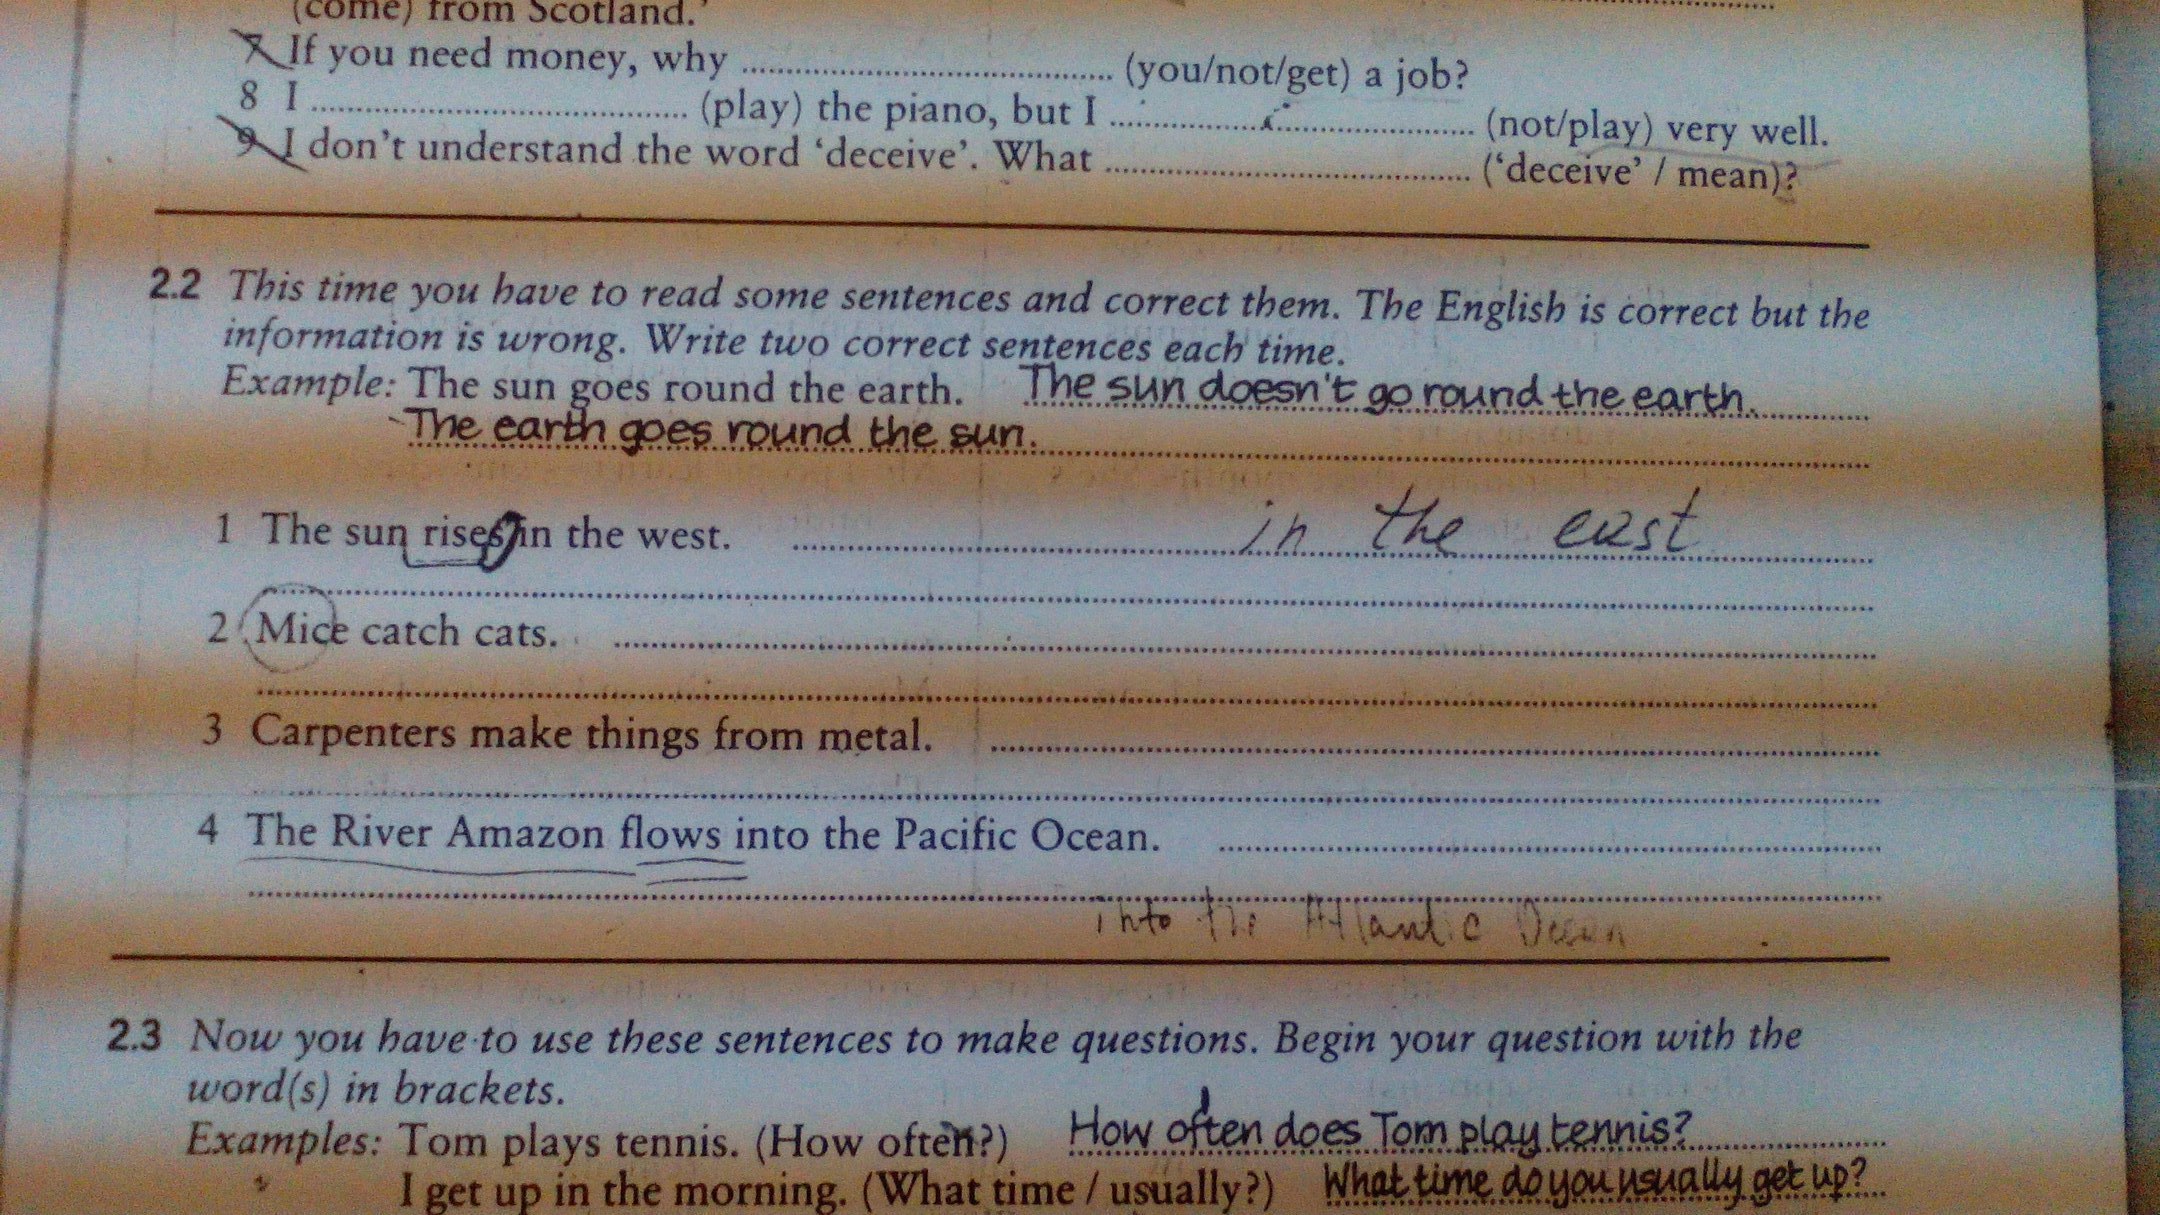 (come) from Scotland.'
7 If you need money, why .................... (you/not/get) a job?
8 I .................... (play) the piano, but I .................... (not/play) very well.
9 I don't understand the word 'deceive'. What .................... ('deceive' / mean)?
2.2 This time you have to read some sentences and correct them. The English is correct but the
information is wrong. Write two correct sentences each time.
Example: The sun goes round the earth. The sun doesn't go round the earth.
The earth goes round the sun.
1 The sun rises in the west. in the east
2 Mice catch cats.
3 Carpenters make things from metal.
4 The River Amazon flows into the Pacific Ocean.
into the Atlantic Ocean
2.3 Now you have to use these sentences to make questions. Begin your question with the
word(s) in brackets.
Examples: Tom plays tennis. (How often?) How often does Tom play tennis?
I get up in the morning. (What time / usually?) What time do you usually get up?